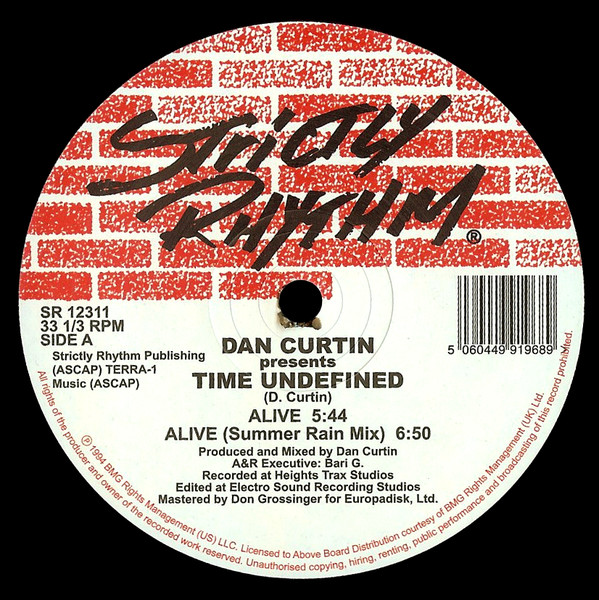 STRICTLY
RHYTHM®
SR 12311
33 1/3 RPM
SIDE A
Strictly Rhythm Publishing
(ASCAP) TERRA-1
Music (ASCAP)
5 060449 919689 >
DAN CURTIN
presents
TIME UNDEFINED
(D. Curtin)
ALIVE 5:44
ALIVE (Summer Rain Mix) 6:50
Produced and Mixed by Dan Curtin
A&R Executive: Bari G.
Recorded at Heights Trax Studios
Edited at Electro Sound Recording Studios
Mastered by Don Grossinger for Europadisk, Ltd.
℗ 1994 BMG Rights Management (US) LLC. Licensed to Above Board Distribution courtesy of BMG Rights Management (UK) Ltd.
All rights of the producer and owner of the recorded work reserved. Unauthorised copying, hiring, renting, public performance and broadcasting of this record prohibited.